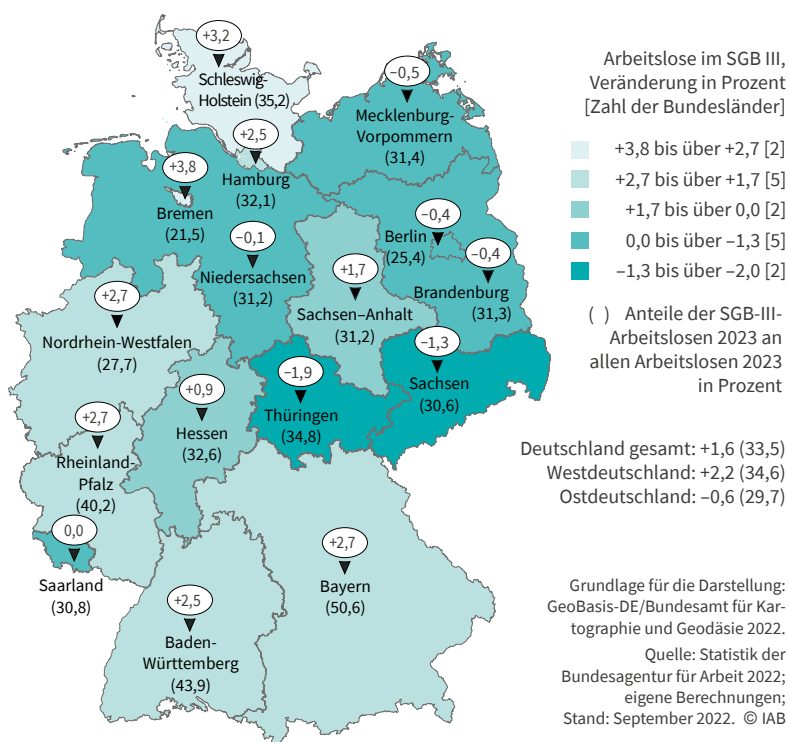 +3,2
Schleswig-
Holstein (35,2)
–0,5
Mecklenburg-
Vorpommern
(31,4)
+2,5
Hamburg
(32,1)
+3,8
Bremen
(21,5)
–0,1
Niedersachsen
(31,2)
–0,4
Berlin
(25,4)
–0,4
Brandenburg
(31,3)
+1,7
Sachsen–Anhalt
(31,2)
+2,7
Nordrhein-Westfalen
(27,7)
+0,9
Hessen
(32,6)
–1,9
Thüringen
(34,8)
–1,3
Sachsen
(30,6)
+2,7
Rheinland-
Pfalz
(40,2)
0,0
Saarland
(30,8)
+2,5
Baden-
Württemberg
(43,9)
+2,7
Bayern
(50,6)
Arbeitslose im SGB III,
Veränderung in Prozent
[Zahl der Bundesländer]
+3,8 bis über +2,7 [2]
+2,7 bis über +1,7 [5]
+1,7 bis über 0,0 [2]
0,0 bis über –1,3 [5]
–1,3 bis über –2,0 [2]
( ) Anteile der SGB-III-
Arbeitslosen 2023 an
allen Arbeitslosen 2023
in Prozent
Deutschland gesamt: +1,6 (33,5)
Westdeutschland: +2,2 (34,6)
Ostdeutschland: –0,6 (29,7)
Grundlage für die Darstellung:
GeoBasis-DE/Bundesamt für Kar-
tographie und Geodäsie 2022.
Quelle: Statistik der
Bundesagentur für Arbeit 2022;
eigene Berechnungen;
Stand: September 2022. © IAB